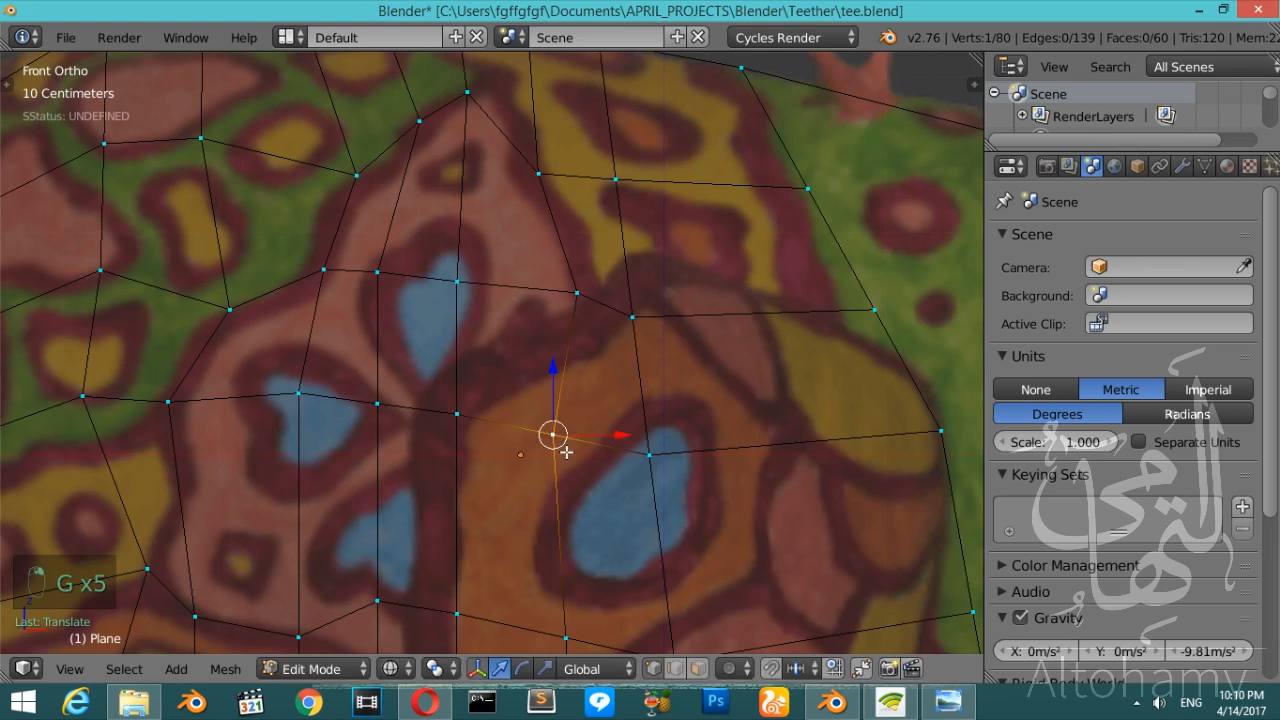 Blender* [C:\Users\fgffgfgf\Documents\APRIL_PROJECTS\Blender\Teether\tee.blend]
File Render Window Help Default Scene Cycles Render v2.76 | Verts:1/80 | Edges:0/139 | Faces:0/60 | Tris:120 | Mem:2
Front Ortho
10 Centimeters
SStatus: UNDEFINED
View Search All Scenes
Scene
RenderLayers
Scene
Scene
Camera:
Background:
Active Clip:
Units
None Metric Imperial
Degrees Radians
Scale: 1.000 Separate Units
Keying Sets
Color Management
Audio
Gravity
X: 0m/s² Y: 0m/s² -9.81m/s²
G x5
Last: Translate
(1) Plane
View Select Add Mesh Edit Mode Global
التهامي
AltoHamy
321
Ps
ENG
10:10 PM
4/14/2017